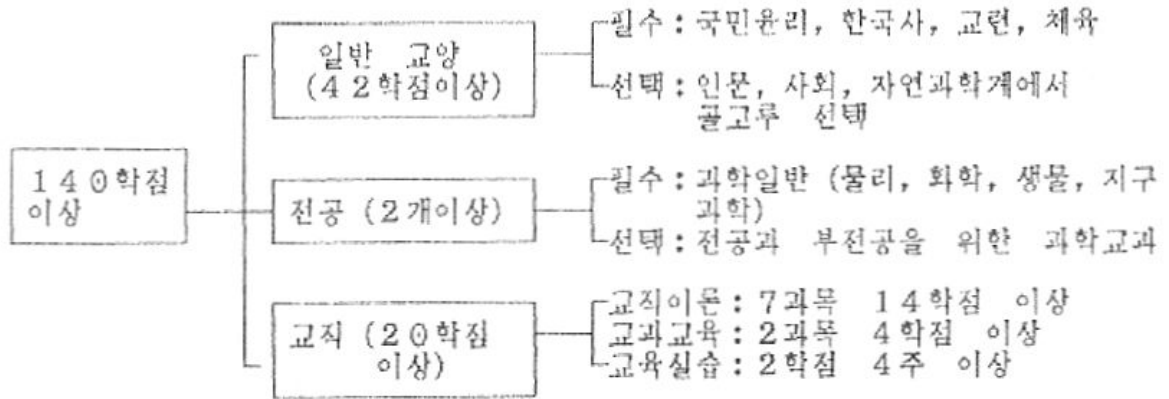 140학점
이상
일반 교양
(42학점이상)
필수 : 국민윤리, 한국사, 교련, 체육
선택 : 인문, 사회, 자연과학계에서
골고루 선택
전공 (2개이상)
필수 : 과학일반 (물리, 화학, 생물, 지구
과학)
선택 : 전공과 부전공을 위한 과학교과
교직 (20학점
이상)
교직이론 : 7과목 14학점 이상
교과교육 : 2과목 4학점 이상
교육실습 : 2학점 4주 이상